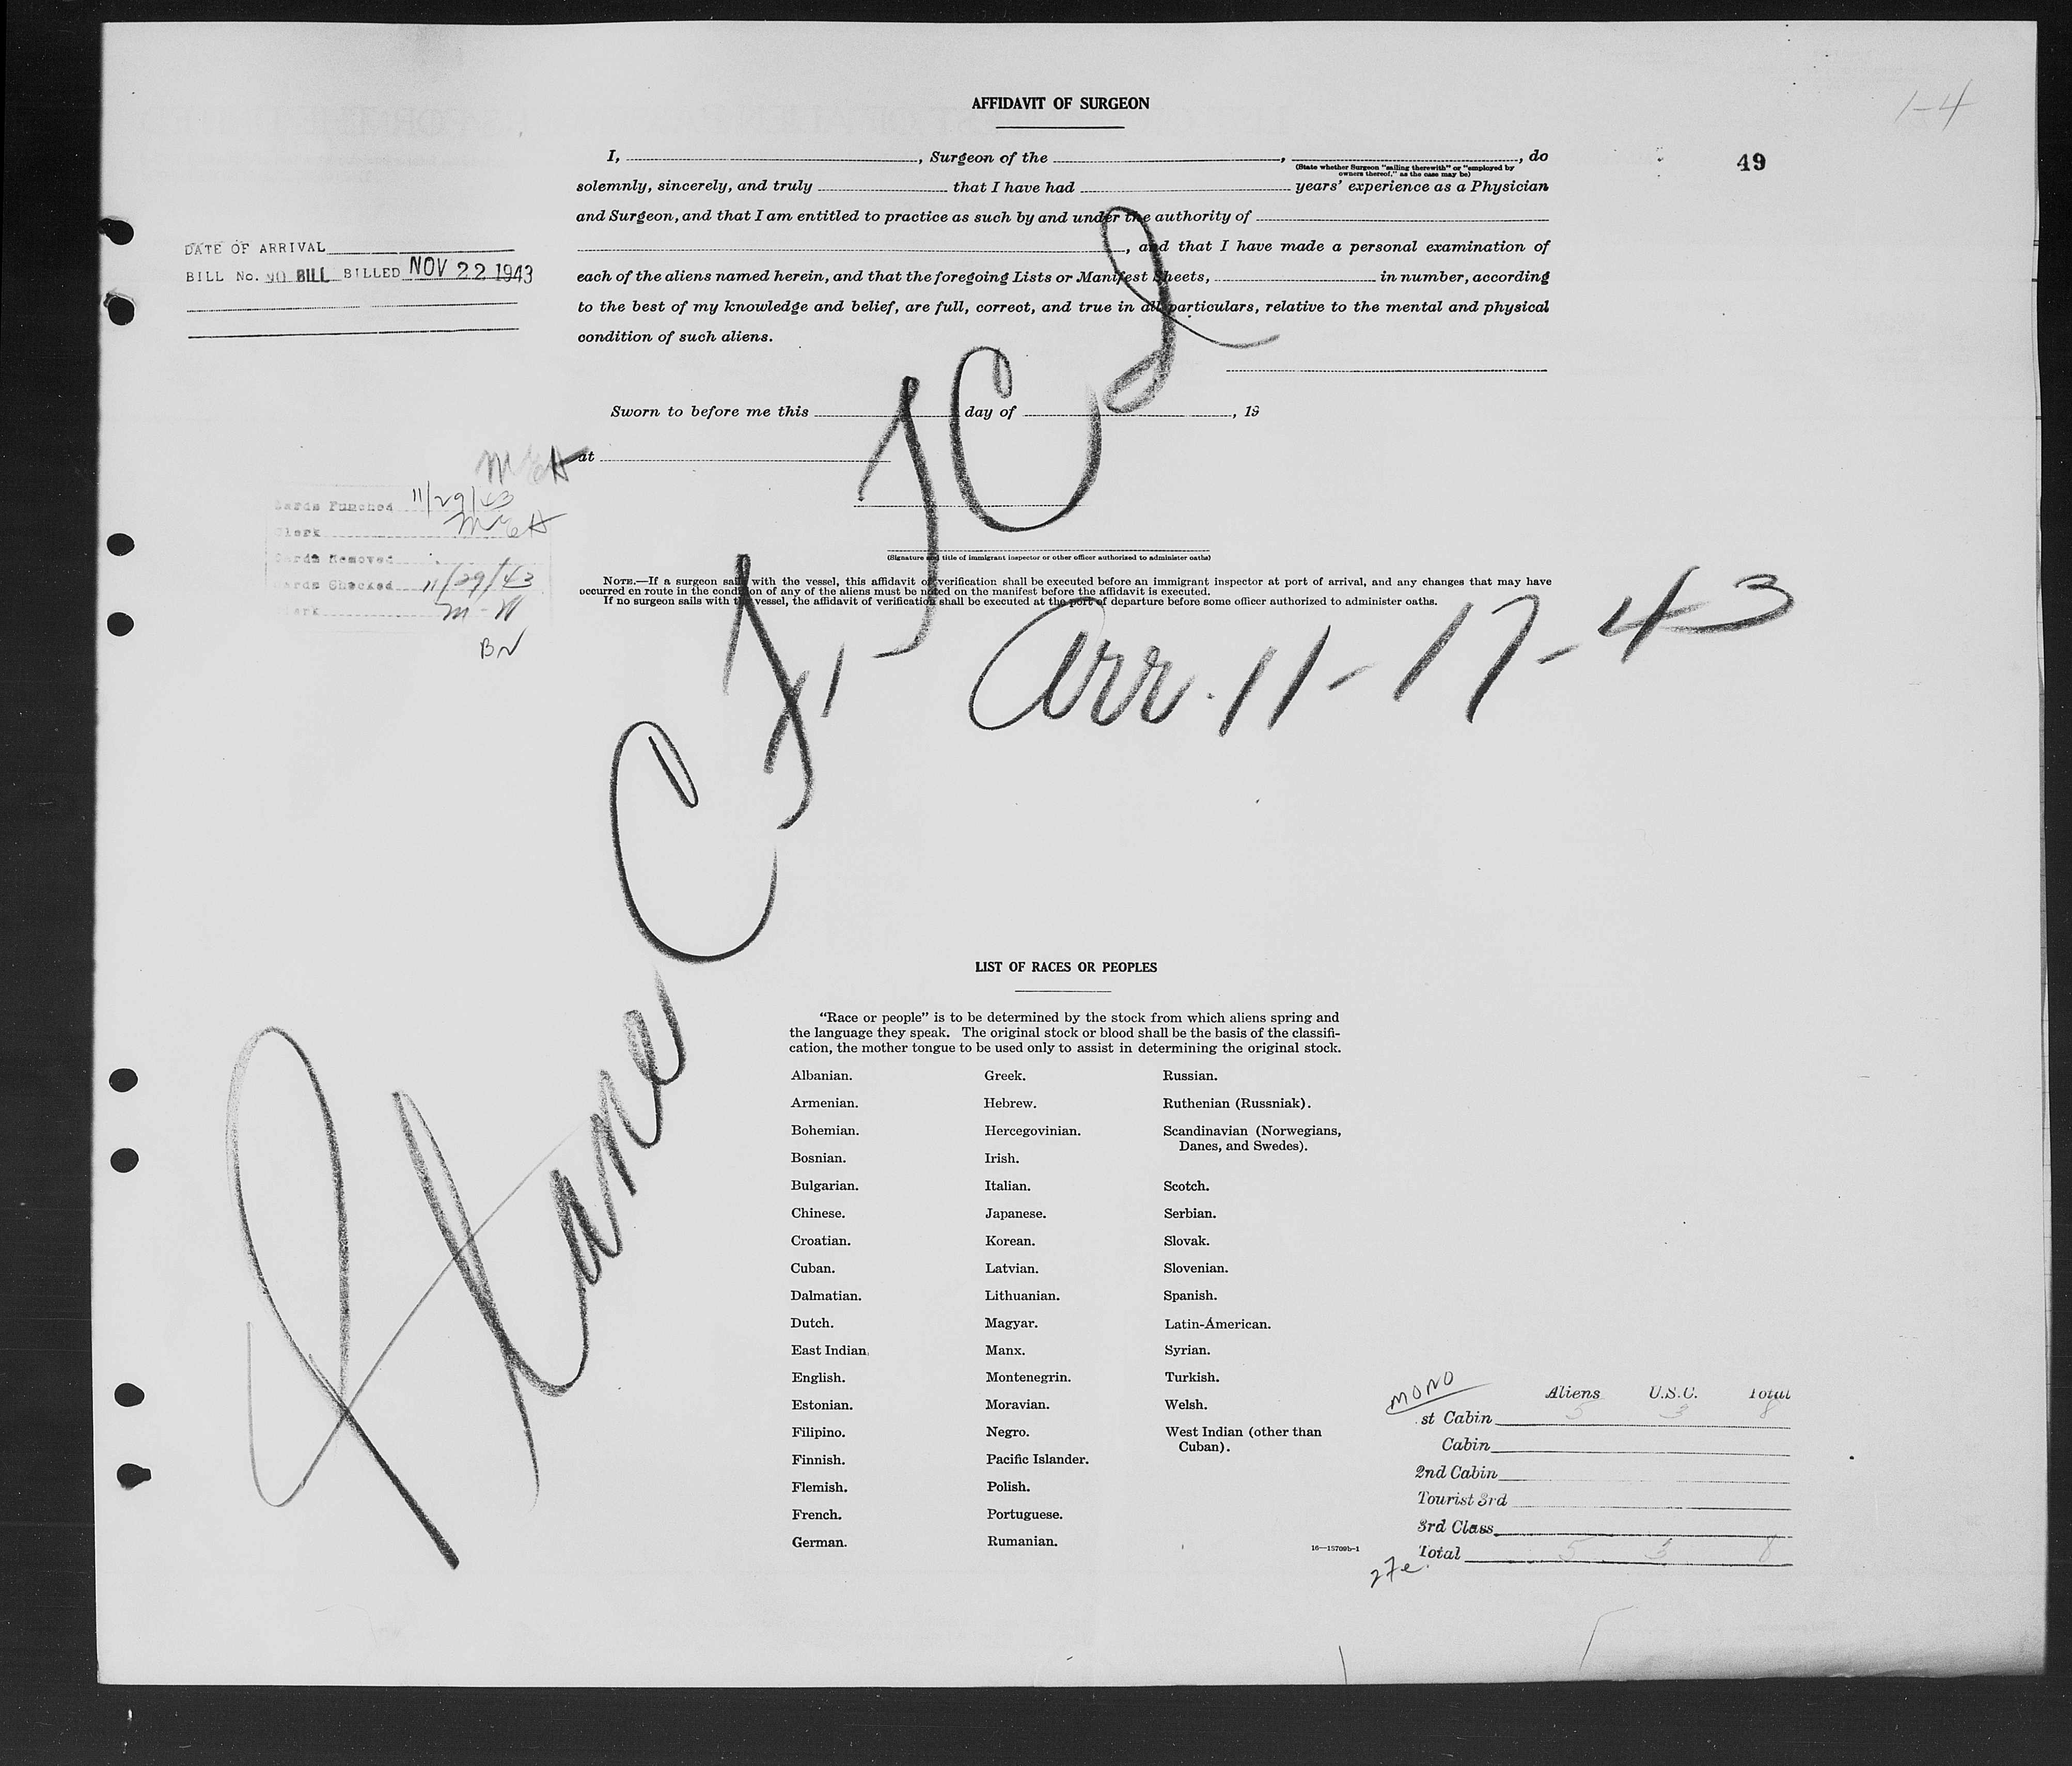 1-4
49
AFFIDAVIT OF SURGEON
I, , Surgeon of the , , do
(State whether Surgeon "sailing therewith" or "employed by
owners thereof," as the case may be)
solemnly, sincerely, and truly that I have had years' experience as a Physician
and Surgeon, and that I am entitled to practice as such by and under the authority of
, and that I have made a personal examination of
each of the aliens named herein, and that the foregoing Lists or Manifest Sheets, in number, according
to the best of my knowledge and belief, are full, correct, and true in all particulars, relative to the mental and physical
condition of such aliens.
DATE OF ARRIVAL
BILL No. NO BILL BILLED NOV 22 1943
Sworn to before me this day of , 19
at
(Signature and title of immigrant inspector or other officer authorized to administer oaths)
NOTE.—If a surgeon sails with the vessel, this affidavit of verification shall be executed before an immigrant inspector at port of arrival, and any changes that may have
occurred en route in the condition of any of the aliens must be noted on the manifest before the affidavit is executed.
If no surgeon sails with the vessel, the affidavit of verification shall be executed at the port of departure before some officer authorized to administer oaths.
Cards Punched 11/29/43
Clerk
Cards Removed
Cards Checked 11/29/43
Clerk M-W
BN
Plane
Arr. 11-17-43
LIST OF RACES OR PEOPLES
"Race or people" is to be determined by the stock from which aliens spring and
the language they speak. The original stock or blood shall be the basis of the classifi-
cation, the mother tongue to be used only to assist in determining the original stock.
Albanian.
Armenian.
Bohemian.
Bosnian.
Bulgarian.
Chinese.
Croatian.
Cuban.
Dalmatian.
Dutch.
East Indian.
English.
Estonian.
Filipino.
Finnish.
Flemish.
French.
German.
Greek.
Hebrew.
Hercegovinian.
Irish.
Italian.
Japanese.
Korean.
Latvian.
Lithuanian.
Magyar.
Manx.
Montenegrin.
Moravian.
Negro.
Pacific Islander.
Polish.
Portuguese.
Rumanian.
Russian.
Ruthenian (Russniak).
Scandinavian (Norwegians,
Danes, and Swedes).
Scotch.
Serbian.
Slovak.
Slovenian.
Spanish.
Latin-American.
Syrian.
Turkish.
Welsh.
West Indian (other than
Cuban).
16—13709b-1
MONO
Aliens U.S.C. Total
st Cabin 5 3 8
Cabin
2nd Cabin
Tourist 3rd
3rd Class
Total 5 3 8